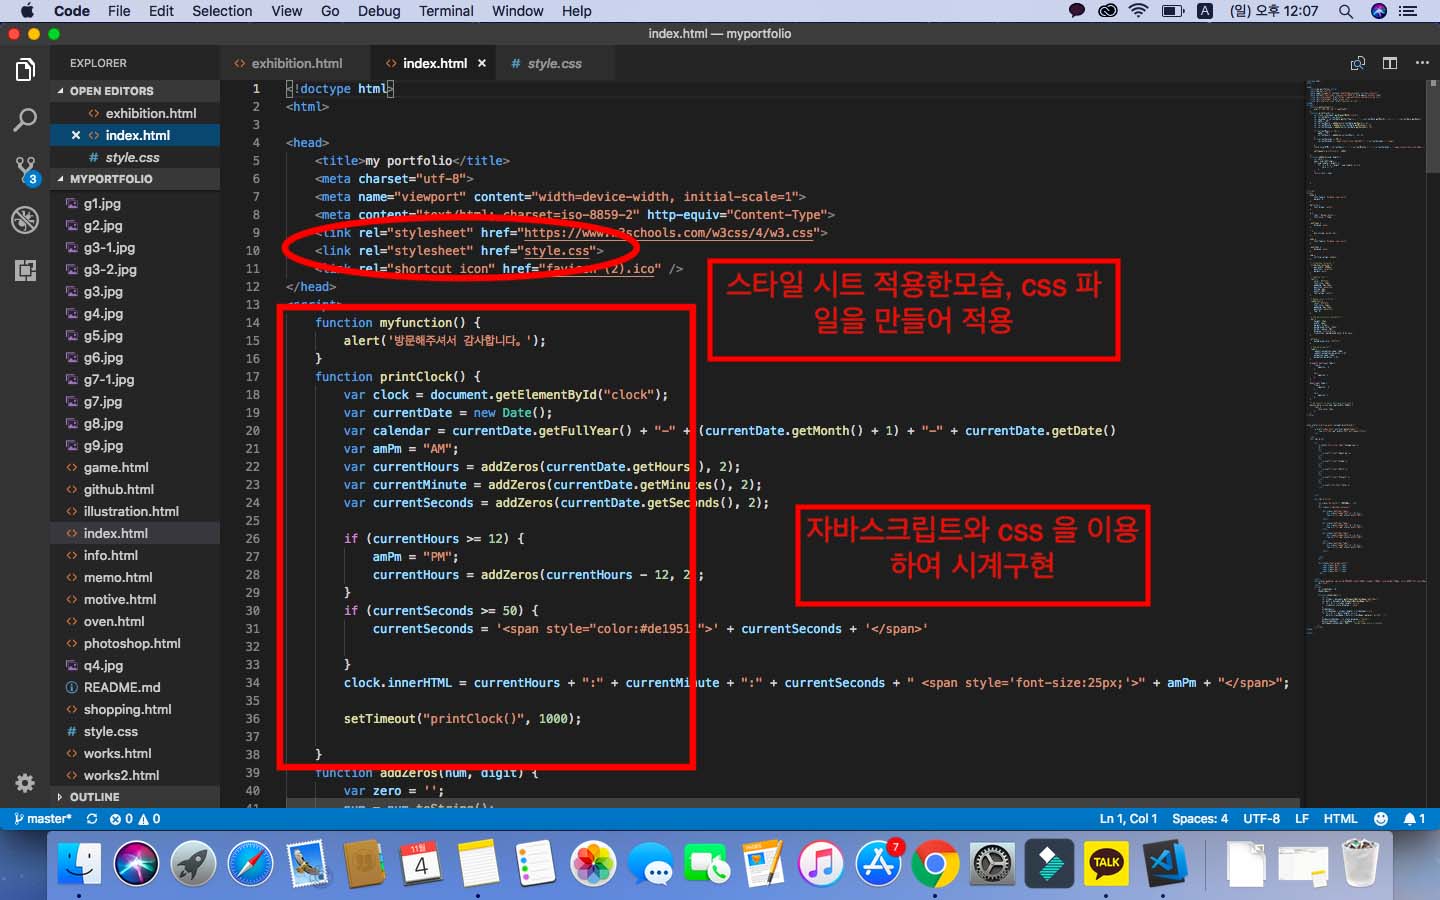 Code File Edit Selection View Go Debug Terminal Window Help
A (일) 오후 12:07
index.html — myportfolio
EXPLORER
OPEN EDITORS
exhibition.html
index.html
# style.css
MYPORTFOLIO
g1.jpg
g2.jpg
g3-1.jpg
g3-2.jpg
g3.jpg
g4.jpg
g5.jpg
g6.jpg
g7-1.jpg
g7.jpg
g8.jpg
g9.jpg
game.html
github.html
illustration.html
index.html
info.html
memo.html
motive.html
oven.html
photoshop.html
q4.jpg
README.md
shopping.html
# style.css
works.html
works2.html
OUTLINE
3
exhibition.html index.html # style.css
1 <!doctype html>
2 <html>
3
4 <head>
5 <title>my portfolio</title>
6 <meta charset="utf-8">
7 <meta name="viewport" content="width=device-width, initial-scale=1">
8 <meta content="text/html; charset=iso-8859-2" http-equiv="Content-Type">
9 <link rel="stylesheet" href="https://www.w3schools.com/w3css/4/w3.css">
10 <link rel="stylesheet" href="style.css">
11 <link rel="shortcut icon" href="favicon (2).ico" />
12 </head>
13 <script>
14 function myfunction() {
15 alert('방문해주셔서 감사합니다.');
16 }
17 function printClock() {
18 var clock = document.getElementById("clock");
19 var currentDate = new Date();
20 var calendar = currentDate.getFullYear() + "-" + (currentDate.getMonth() + 1) + "-" + currentDate.getDate()
21 var amPm = "AM";
22 var currentHours = addZeros(currentDate.getHours(), 2);
23 var currentMinute = addZeros(currentDate.getMinutes(), 2);
24 var currentSeconds = addZeros(currentDate.getSeconds(), 2);
25
26 if (currentHours >= 12) {
27 amPm = "PM";
28 currentHours = addZeros(currentHours - 12, 2);
29 }
30 if (currentSeconds >= 50) {
31 currentSeconds = '<span style="color:#de1951;">' + currentSeconds + '</span>'
32
33 }
34 clock.innerHTML = currentHours + ":" + currentMinute + ":" + currentSeconds + " <span style='font-size:25px;'>" + amPm + "</span>";
35
36 setTimeout("printClock()", 1000);
37
38 }
39 function addZeros(num, digit) {
40 var zero = '';
41 num = num.toString();
스타일 시트 적용한모습, css 파
일을 만들어 적용
자바스크립트와 css 을 이용
하여 시계구현
master* 0 0 Ln 1, Col 1 Spaces: 4 UTF-8 LF HTML 1
11월
4
7
TALK